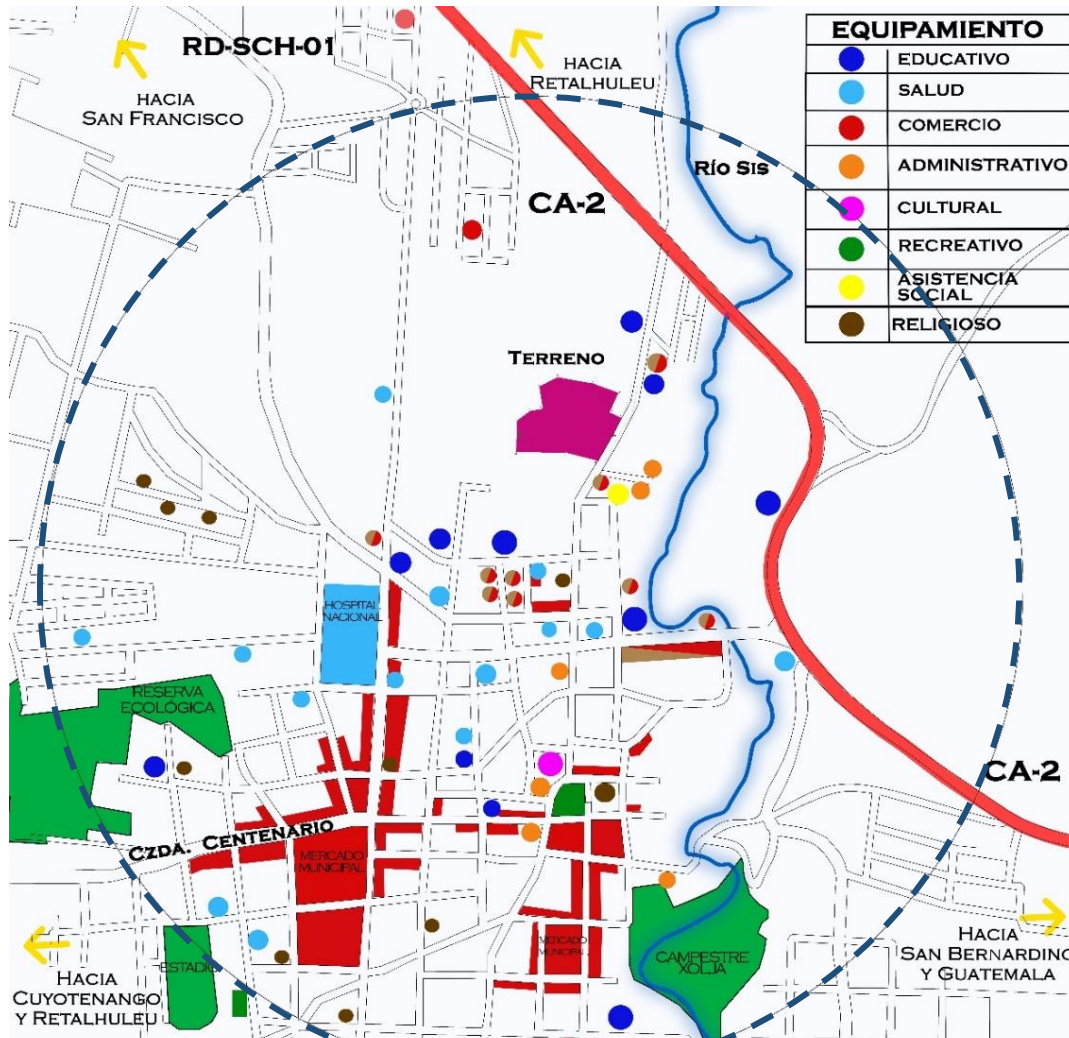 RD-SCH-01
HACIA
SAN FRANCISCO
HACIA
RETALHULEU
EQUIPAMIENTO
EDUCATIVO
SALUD
COMERCIO
ADMINISTRATIVO
CULTURAL
RECREATIVO
ASISTENCIA
SOCIAL
RELIGIOSO
RÍO SIS
CA-2
TERRENO
HOSPITAL
NACIONAL
RESERVA
ECOLÓGICA
CA-2
CZDA. CENTENARIO
MERCADO
MUNICIPAL
MERCADO
MUNICIPAL
CAMPESTRE
XOLJA
ESTADIO
HACIA
CUYOTENANGO
Y RETALHULEU
HACIA
SAN BERNARDINO
Y GUATEMALA